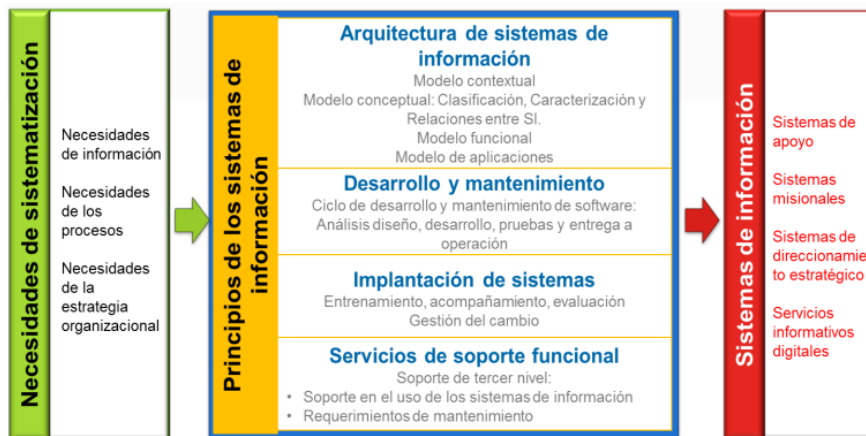 Necesidades de sistematización
Necesidades
de información
Necesidades
de los
procesos
Necesidades
de la
estrategia
organizacional
Principios de los sistemas de
información
Arquitectura de sistemas de
información
Modelo contextual
Modelo conceptual: Clasificación, Caracterización y
Relaciones entre SI.
Modelo funcional
Modelo de aplicaciones
Desarrollo y mantenimiento
Ciclo de desarrollo y mantenimiento de software:
Análisis diseño, desarrollo, pruebas y entrega a
operación
Implantación de sistemas
Entrenamiento, acompañamiento, evaluación
Gestión del cambio
Servicios de soporte funcional
Soporte de tercer nivel:
• Soporte en el uso de los sistemas de información
• Requerimientos de mantenimiento
Sistemas de información
Sistemas de
apoyo
Sistemas
misionales
Sistemas de
direccionamie
to estratégico
Servicios
informativos
digitales